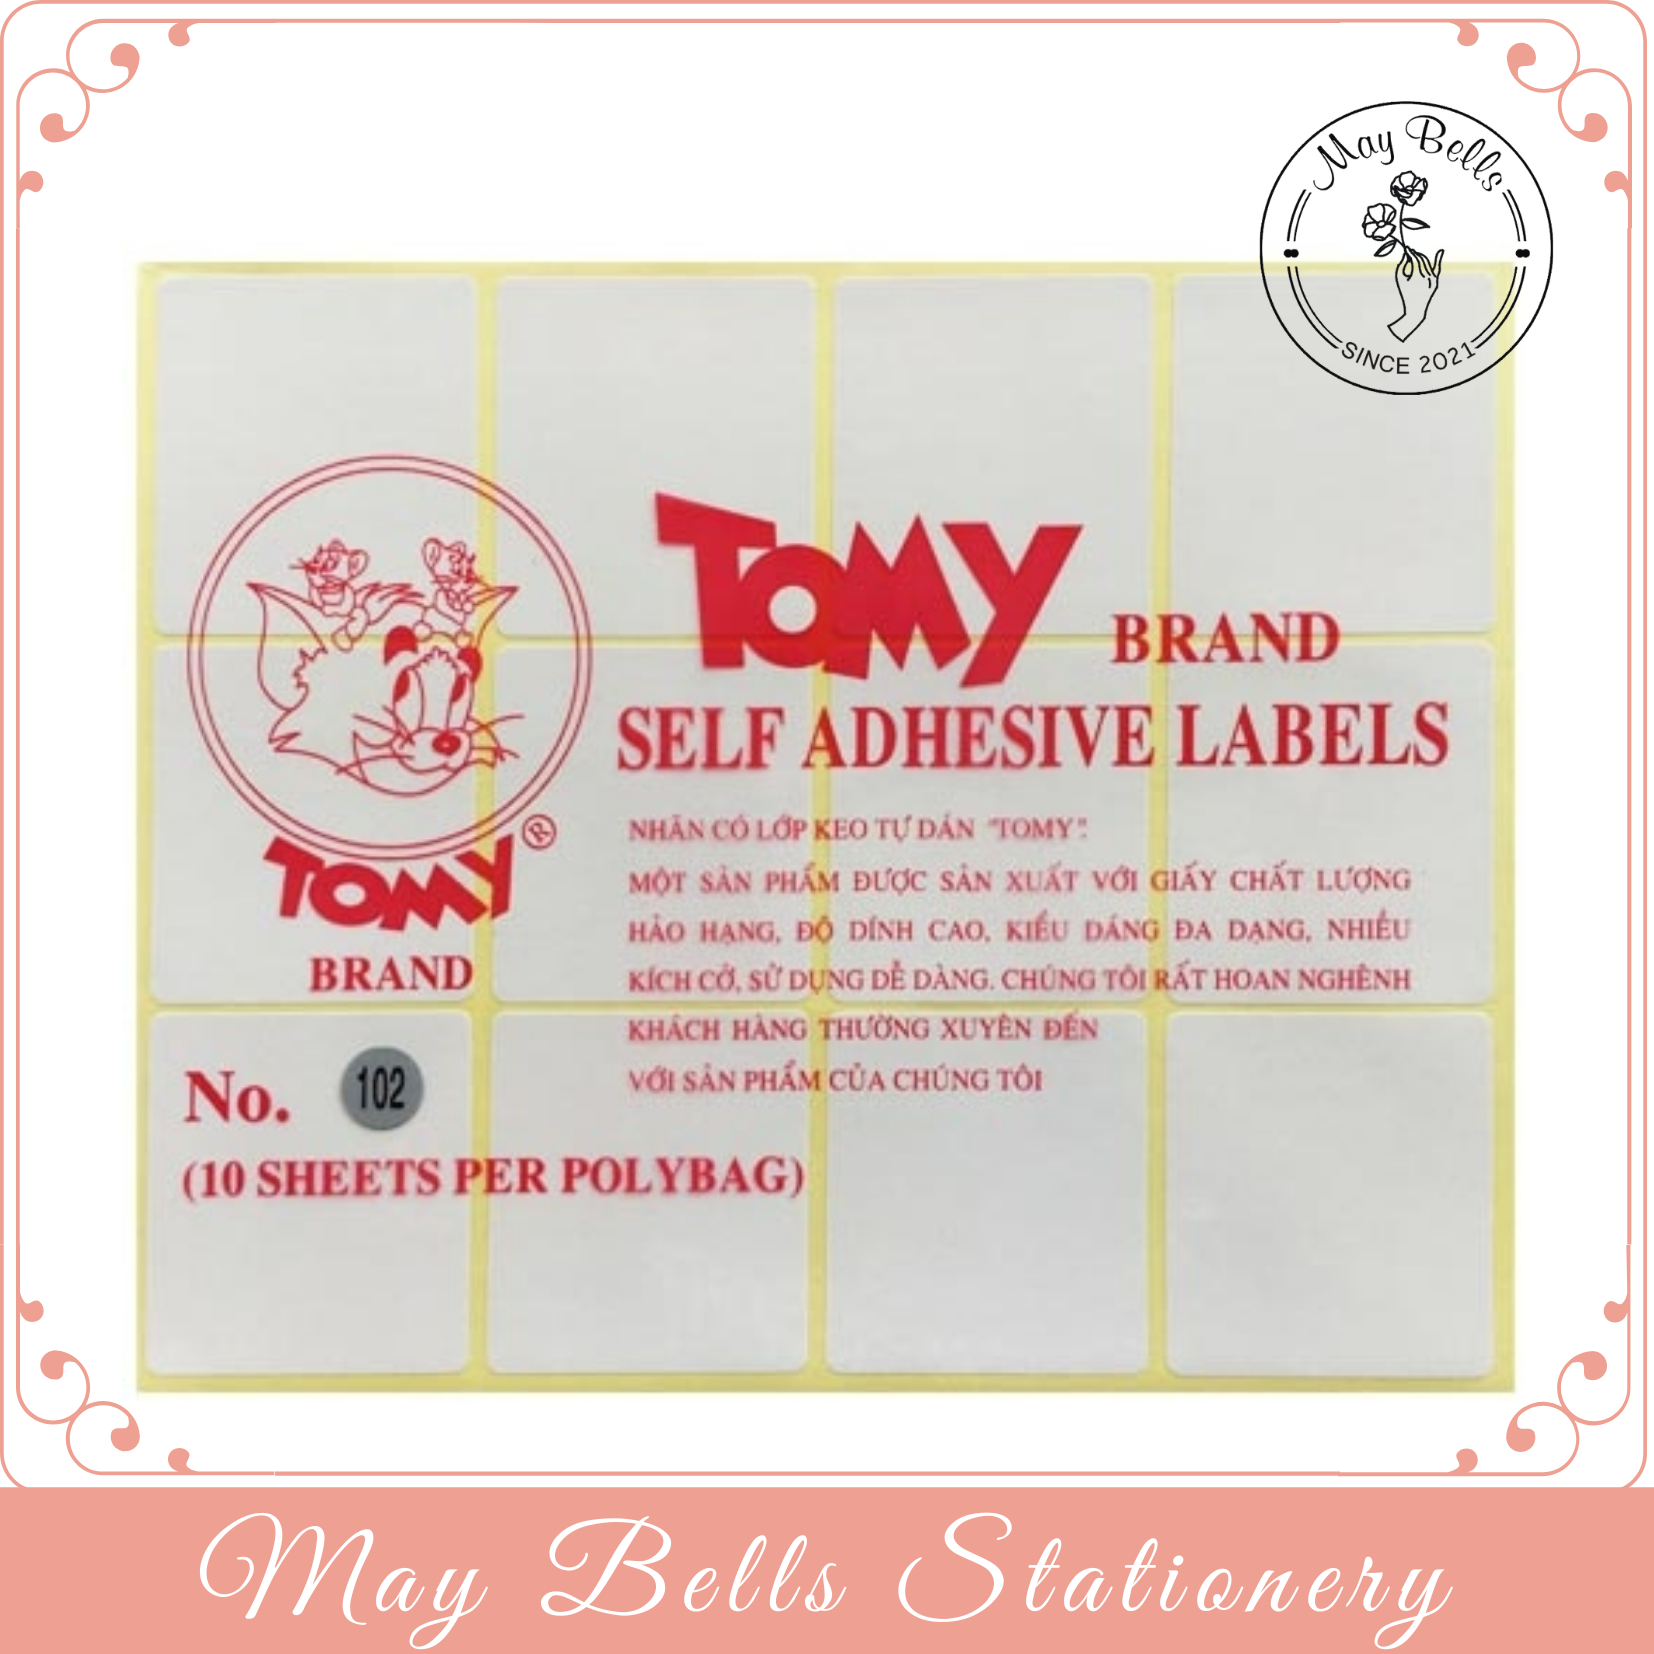 May Bells
SINCE 2021
TOMY BRAND
SELF ADHESIVE LABELS
TOMY ®
BRAND
NHÃN CÓ LỚP KEO TỰ DÁN "TOMY".
MỘT SẢN PHẨM ĐƯỢC SẢN XUẤT VỚI GIẤY CHẤT LƯỢNG
HẢO HẠNG, ĐỘ DÍNH CAO, KIỂU DÁNG ĐA DẠNG, NHIỀU
KÍCH CỠ, SỬ DỤNG DỄ DÀNG. CHÚNG TÔI RẤT HOAN NGHÊNH
KHÁCH HÀNG THƯỜNG XUYÊN ĐẾN
VỚI SẢN PHẨM CỦA CHÚNG TÔI
No. 102
(10 SHEETS PER POLYBAG)
May Bells Stationery